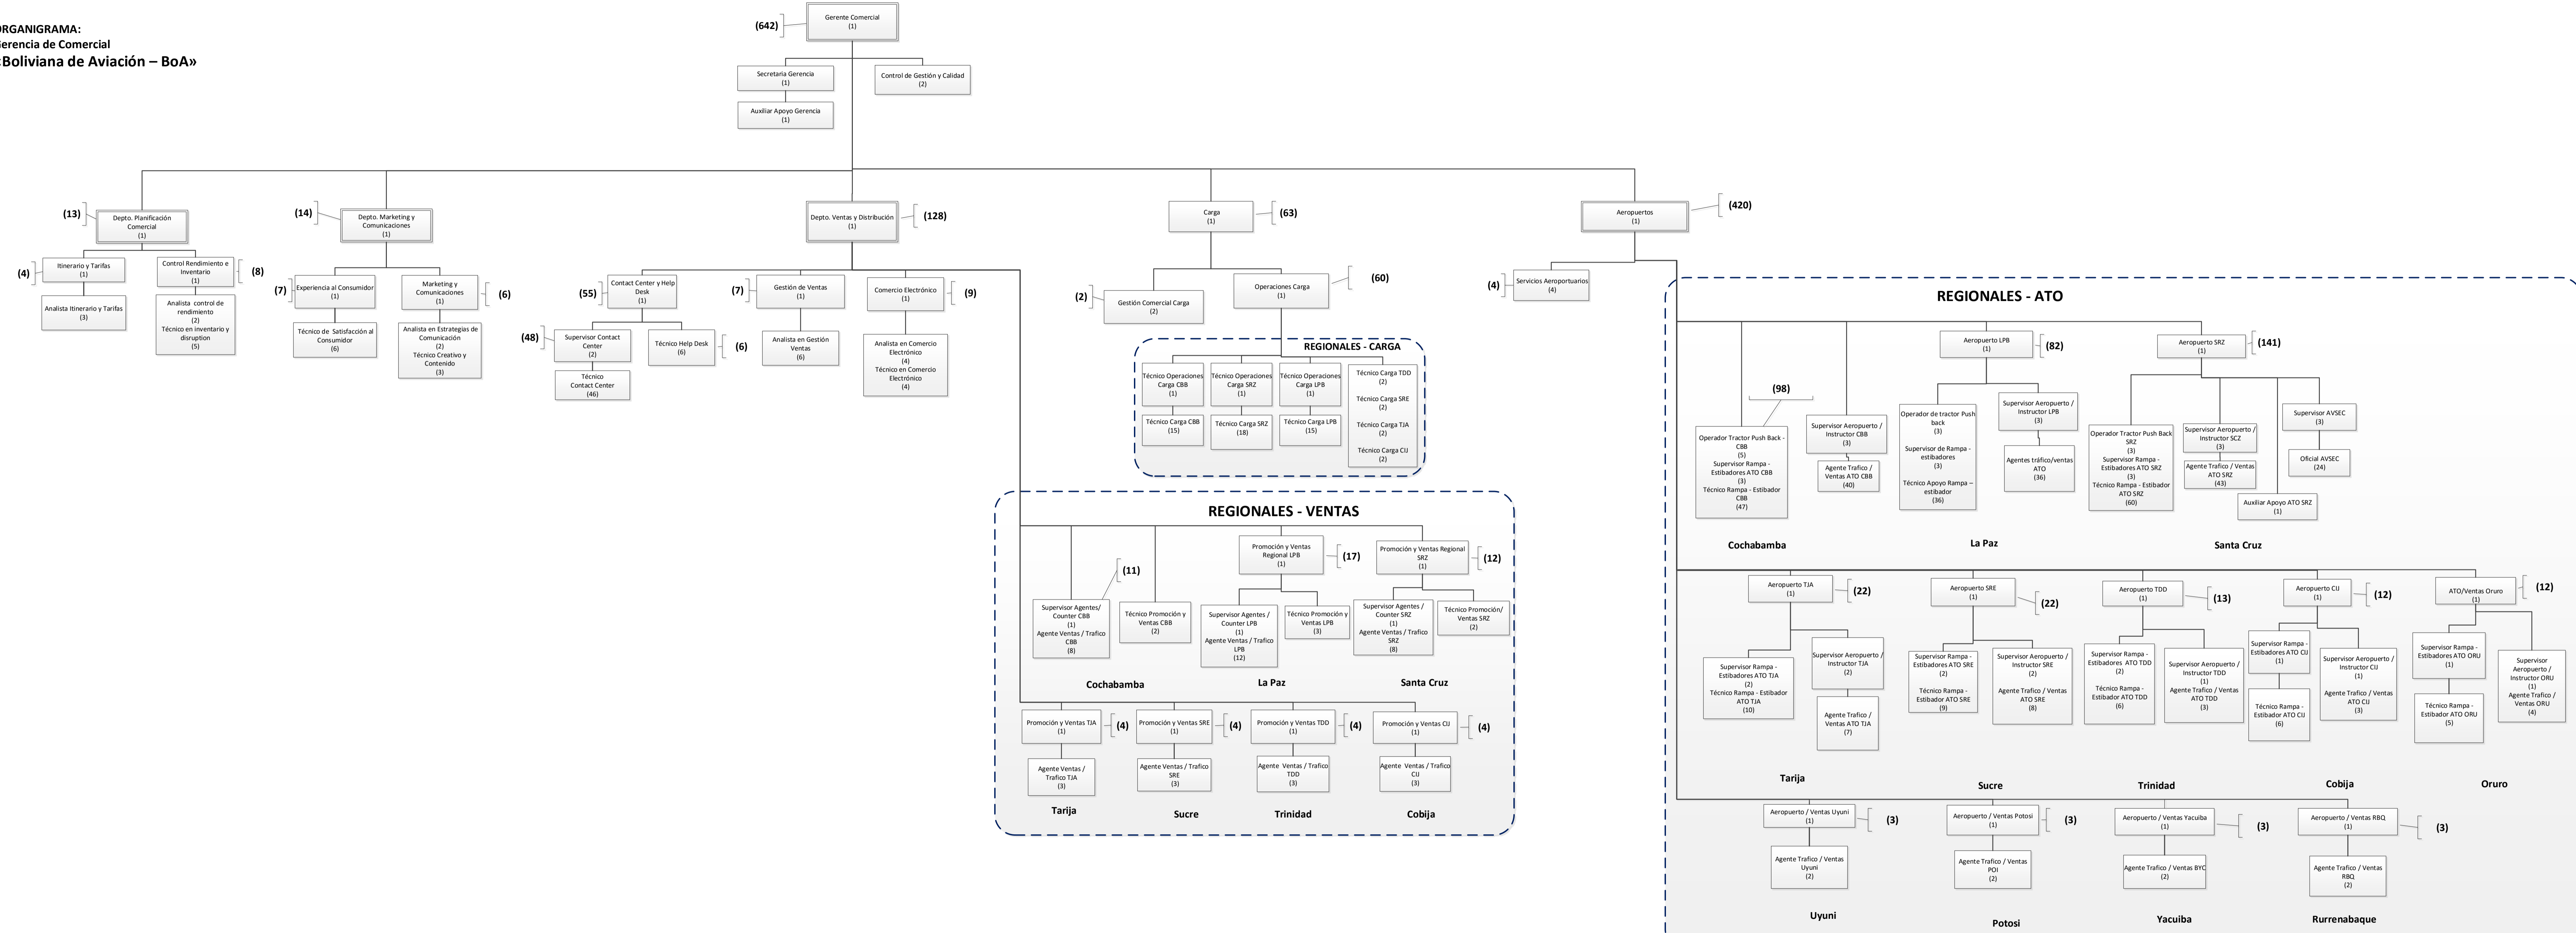 ORGANIGRAMA:
Gerencia de Comercial
«Boliviana de Aviación – BoA»
(642)
Gerente Comercial
(1)
Secretaria Gerencia
(1)
Control de Gestión y Calidad
(2)
Auxiliar Apoyo Gerencia
(1)
(13)
Depto. Planificación
Comercial
(1)
(4)
Itinerario y Tarifas
(1)
Control Rendimiento e
Inventario
(1)
(8)
Analista Itinerario y Tarifas
(3)
Analista control de
rendimiento
(2)
Técnico en inventario y
disruption
(5)
(14)
Depto. Marketing y
Comunicaciones
(1)
(7)
Experiencia al Consumidor
(1)
Marketing y
Comunicaciones
(1)
(6)
Técnico de Satisfacción al
Consumidor
(6)
Analista en Estrategias de
Comunicación
(2)
Técnico Creativo y
Contenido
(3)
Depto. Ventas y Distribución
(1)
(128)
(55)
Contact Center y Help
Desk
(1)
(7)
Gestión de Ventas
(1)
Comercio Electrónico
(1)
(9)
(48)
Supervisor Contact
Center
(2)
Técnico Help Desk
(6)
(6)
Técnico
Contact Center
(46)
Analista en Gestión
Ventas
(6)
Analista en Comercio
Electrónico
(4)
Técnico en Comercio
Electrónico
(4)
Carga
(1)
(63)
(2)
Gestión Comercial Carga
(2)
Operaciones Carga
(1)
(60)
REGIONALES - CARGA
Técnico Operaciones
Carga CBB
(1)
Técnico Operaciones
Carga SRZ
(1)
Técnico Operaciones
Carga LPB
(1)
Técnico Carga TDD
(2)
Técnico Carga SRE
(2)
Técnico Carga TJA
(2)
Técnico Carga CIJ
(2)
Técnico Carga CBB
(15)
Técnico Carga SRZ
(18)
Técnico Carga LPB
(15)
REGIONALES - VENTAS
(11)
Supervisor Agentes/
Counter CBB
(1)
Agente Ventas / Trafico
CBB
(8)
Técnico Promoción y
Ventas CBB
(2)
Cochabamba
Promoción y Ventas
Regional LPB
(1)
(17)
Supervisor Agentes /
Counter LPB
(1)
Agente Ventas / Trafico
LPB
(12)
Técnico Promoción y
Ventas LPB
(3)
La Paz
Promoción y Ventas Regional
SRZ
(1)
(12)
Supervisor Agentes /
Counter SRZ
(1)
Agente Ventas / Trafico
SRZ
(8)
Técnico Promoción/
Ventas SRZ
(2)
Santa Cruz
Promoción y Ventas TJA
(1)
(4)
Agente Ventas /
Trafico TJA
(3)
Tarija
Promoción y Ventas SRE
(1)
(4)
Agente Ventas / Trafico
SRE
(3)
Sucre
Promoción y Ventas TDD
(1)
(4)
Agente Ventas / Trafico
TDD
(3)
Trinidad
Promoción y Ventas CIJ
(1)
(4)
Agente Ventas / Trafico
CIJ
(3)
Cobija
Aeropuertos
(1)
(420)
(4)
Servicios Aeroportuarios
(4)
REGIONALES - ATO
(98)
Operador Tractor Push Back -
CBB
(5)
Supervisor Rampa -
Estibadores ATO CBB
(3)
Técnico Rampa - Estibador
CBB
(47)
Supervisor Aeropuerto /
Instructor CBB
(3)
Agente Trafico /
Ventas ATO CBB
(40)
Cochabamba
Aeropuerto LPB
(1)
(82)
Operador de tractor Push
back
(3)
Supervisor de Rampa -
estibadores
(3)
Técnico Apoyo Rampa –
estibador
(36)
Supervisor Aeropuerto /
Instructor LPB
(3)
Agentes tráfico/ventas
ATO
(36)
La Paz
Aeropuerto SRZ
(1)
(141)
Operador Tractor Push Back
SRZ
(3)
Supervisor Rampa -
Estibadores ATO SRZ
(3)
Técnico Rampa - Estibador
ATO SRZ
(60)
Supervisor Aeropuerto /
Instructor SCZ
(3)
Agente Trafico / Ventas
ATO SRZ
(43)
Supervisor AVSEC
(3)
Oficial AVSEC
(24)
Auxiliar Apoyo ATO SRZ
(1)
Santa Cruz
Aeropuerto TJA
(1)
(22)
Supervisor Rampa -
Estibadores ATO TJA
(2)
Técnico Rampa - Estibador
ATO TJA
(10)
Supervisor Aeropuerto /
Instructor TJA
(2)
Agente Trafico /
Ventas ATO TJA
(7)
Tarija
Aeropuerto SRE
(1)
(22)
Supervisor Rampa -
Estibadores ATO SRE
(2)
Técnico Rampa -
Estibador ATO SRE
(9)
Supervisor Aeropuerto /
Instructor SRE
(2)
Agente Trafico / Ventas
ATO SRE
(8)
Sucre
Aeropuerto TDD
(1)
(13)
Supervisor Rampa -
Estibadores ATO TDD
(2)
Técnico Rampa -
Estibador ATO TDD
(6)
Supervisor Aeropuerto /
Instructor TDD
(1)
Agente Trafico / Ventas
ATO TDD
(3)
Trinidad
Aeropuerto CIJ
(1)
(12)
Supervisor Rampa -
Estibadores ATO CIJ
(1)
Técnico Rampa -
Estibador ATO CIJ
(6)
Supervisor Aeropuerto /
Instructor CIJ
(1)
Agente Trafico / Ventas
ATO CIJ
(3)
Cobija
ATO/Ventas Oruro
(1)
(12)
Supervisor Rampa -
Estibadores ATO ORU
(1)
Técnico Rampa -
Estibador ATO ORU
(5)
Supervisor
Aeropuerto /
Instructor ORU
(1)
Agente Trafico /
Ventas ORU
(4)
Oruro
Aeropuerto / Ventas Uyuni
(1)
(3)
Agente Trafico / Ventas
Uyuni
(2)
Uyuni
Aeropuerto / Ventas Potosi
(1)
(3)
Agente Trafico / Ventas
POI
(2)
Potosi
Aeropuerto / Ventas Yacuiba
(1)
(3)
Agente Trafico / Ventas BYC
(2)
Yacuiba
Aeropuerto / Ventas RBQ
(1)
(3)
Agente Trafico / Ventas
RBQ
(2)
Rurrenabaque